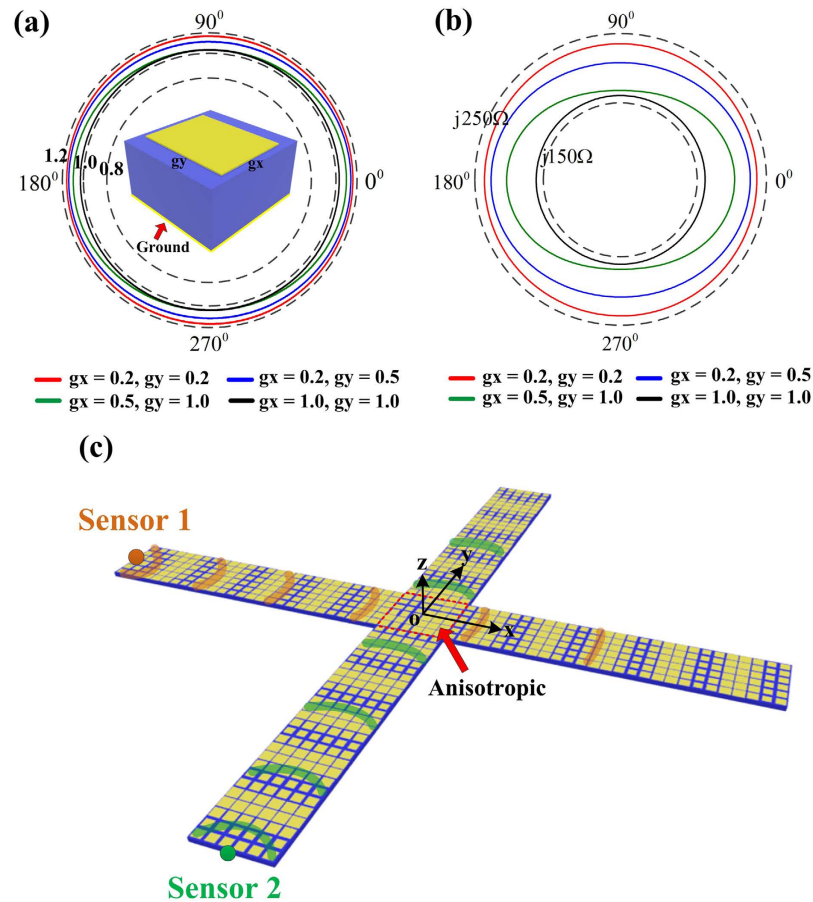 (a)
90⁰
1.2
1.0
0.8
gy
gx
180⁰
0⁰
Ground
270⁰
gx = 0.2, gy = 0.2
gx = 0.2, gy = 0.5
gx = 0.5, gy = 1.0
gx = 1.0, gy = 1.0
(b)
90⁰
j250Ω
j150Ω
180⁰
0⁰
270⁰
gx = 0.2, gy = 0.2
gx = 0.2, gy = 0.5
gx = 0.5, gy = 1.0
gx = 1.0, gy = 1.0
(c)
Sensor 1
z
y
o
x
Anisotropic
Sensor 2